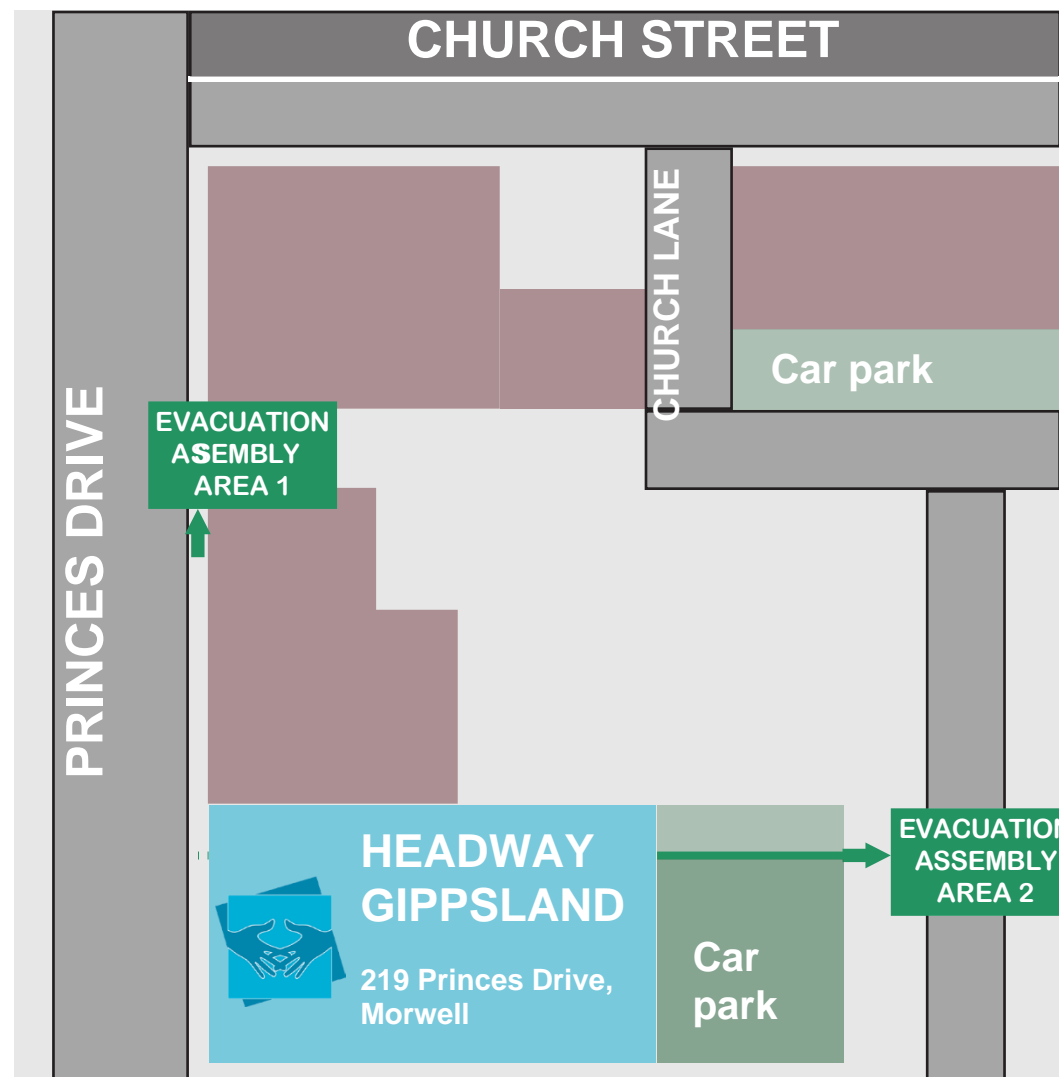 CHURCH STREET
CHURCH LANE
Car park
PRINCES DRIVE
EVACUATION
ASEMBLY
AREA 1
HEADWAY
GIPPSLAND
219 Princes Drive,
Morwell
Car
park
EVACUATION
ASSEMBLY
AREA 2